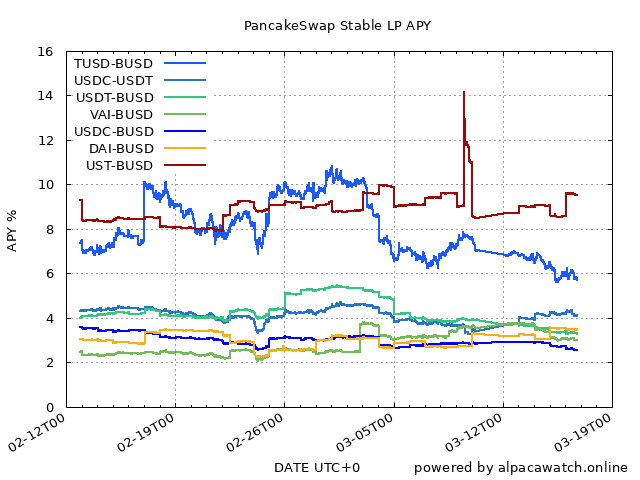 PancakeSwap Stable LP APY
16
14
12
10
8
6
4
2
0
APY %
TUSD-BUSD
USDC-USDT
USDT-BUSD
VAI-BUSD
USDC-BUSD
DAI-BUSD
UST-BUSD
02-12T00
02-19T00
02-26T00
03-05T00
03-12T00
03-19T00
DATE UTC+0
powered by alpacawatch.online